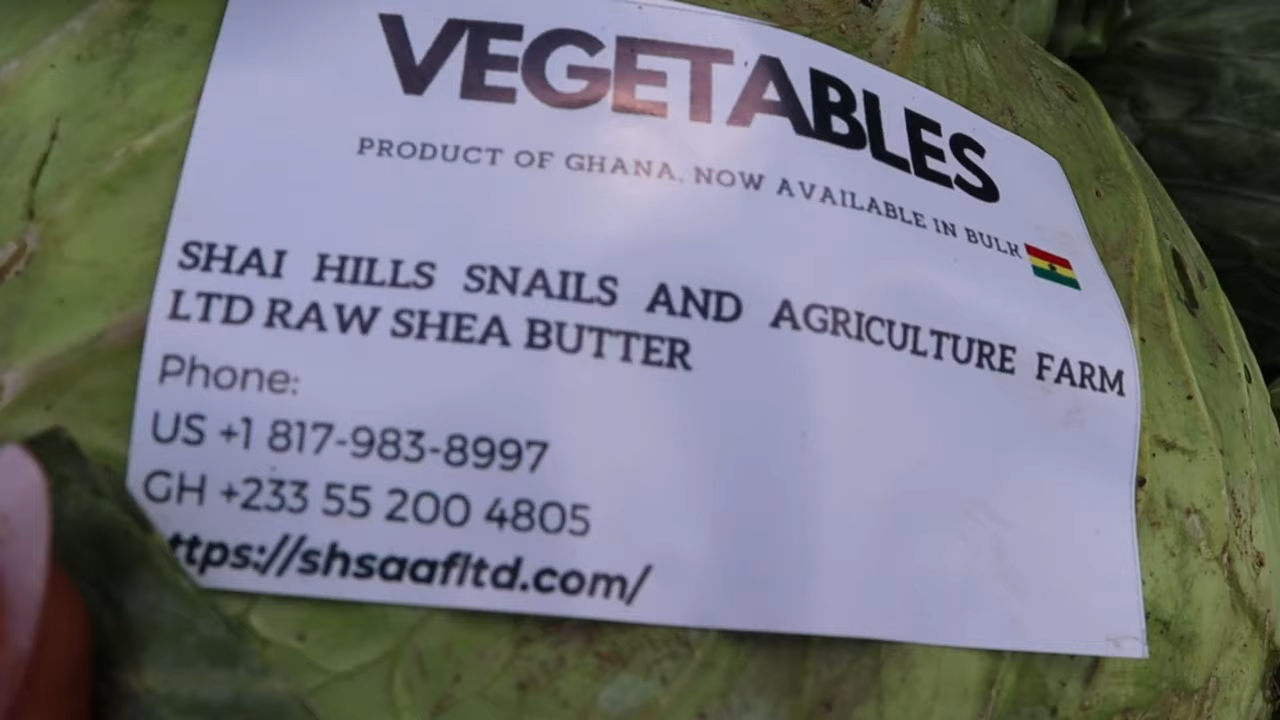 VEGETABLES
PRODUCT OF GHANA. NOW AVAILABLE IN BULK
SHAI HILLS SNAILS AND AGRICULTURE FARM
LTD RAW SHEA BUTTER
Phone:
US +1 817-983-8997
GH +233 55 200 4805
ttps://shsaafltd.com/